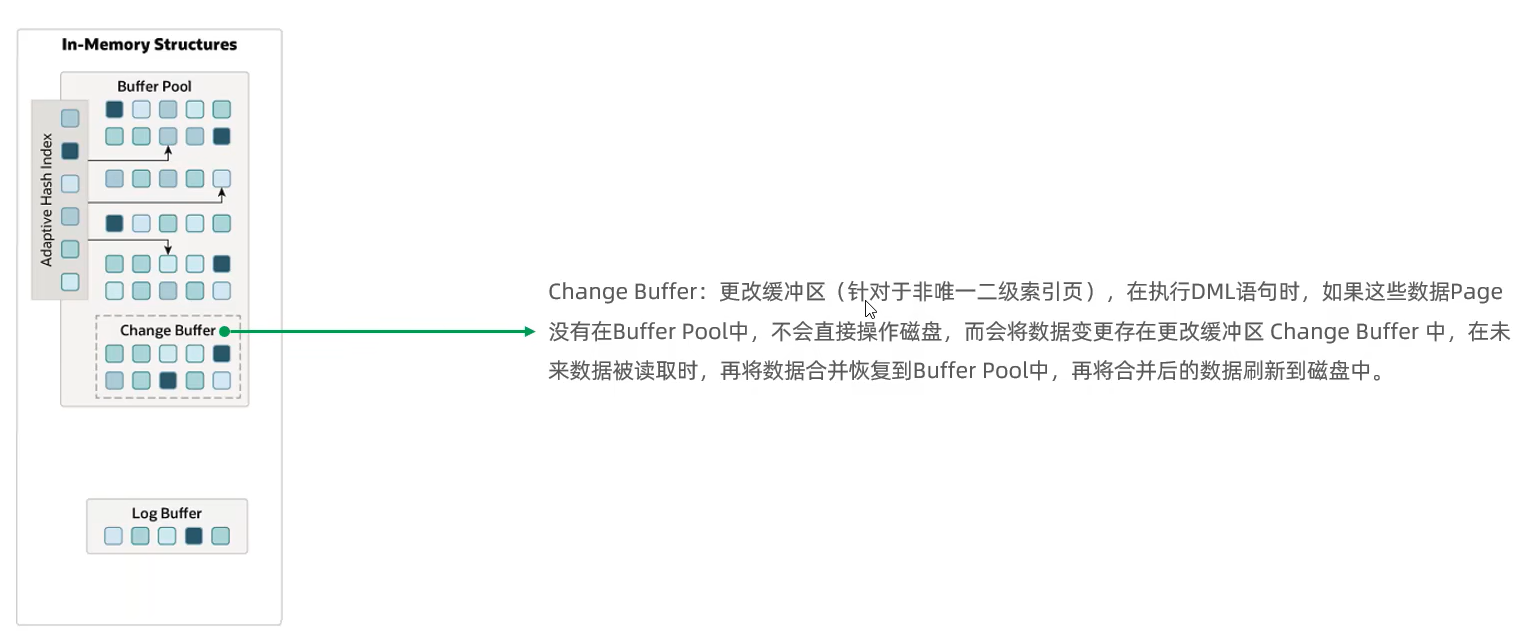 In-Memory Structures
Buffer Pool
Adaptive Hash Index
Change Buffer
Log Buffer
Change Buffer：更改缓冲区（针对于非唯一二级索引页），在执行DML语句时，如果这些数据Page
没有在Buffer Pool中，不会直接操作磁盘，而会将数据变更存在更改缓冲区 Change Buffer 中，在未
来数据被读取时，再将数据合并恢复到Buffer Pool中，再将合并后的数据刷新到磁盘中。